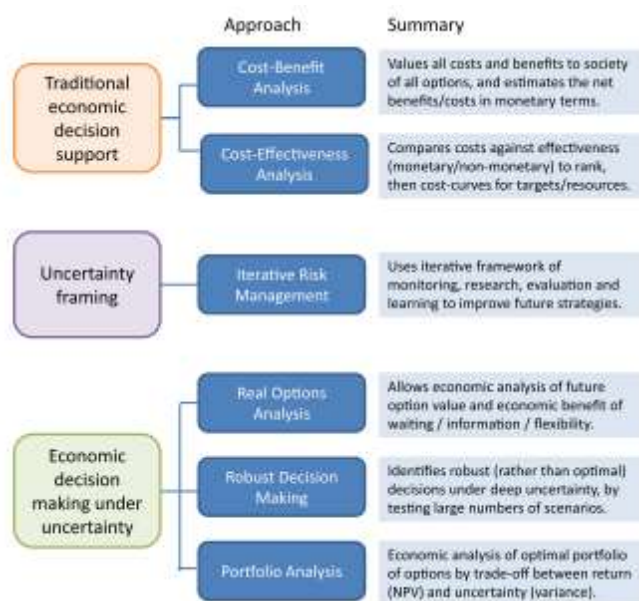 Approach
Summary
Traditional
economic
decision
support
Cost-Benefit
Analysis
Values all costs and benefits to society
of all options, and estimates the net
benefits/costs in monetary terms.
Cost-Effectiveness
Analysis
Compares costs against effectiveness
(monetary/non-monetary) to rank,
then cost-curves for targets/resources.
Uncertainty
framing
Iterative Risk
Management
Uses iterative framework of
monitoring, research, evaluation and
learning to improve future strategies.
Economic
decision
making under
uncertainty
Real Options
Analysis
Allows economic analysis of future
option value and economic benefit of
waiting / information / flexibility.
Robust Decision
Making
Identifies robust (rather than optimal)
decisions under deep uncertainty, by
testing large numbers of scenarios.
Portfolio Analysis
Economic analysis of optimal portfolio
of options by trade-off between return
(NPV) and uncertainty (variance).